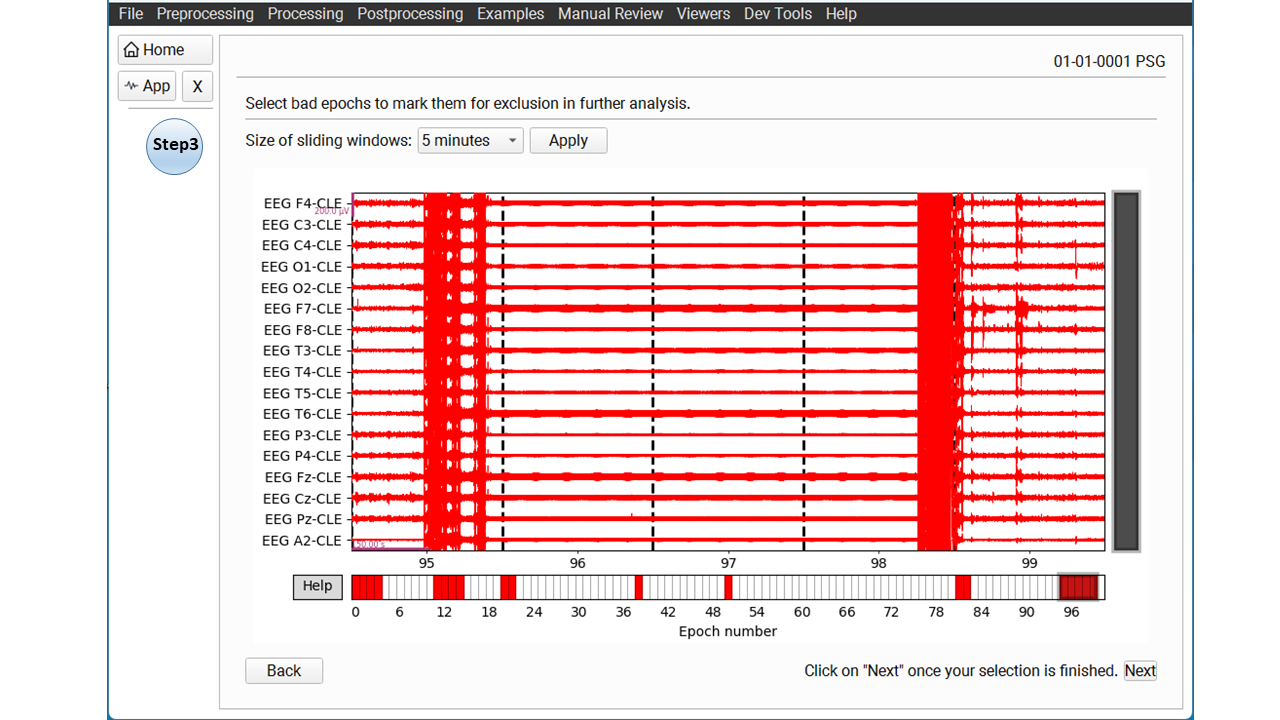 File Preprocessing Processing Postprocessing Examples Manual Review Viewers Dev Tools Help
Home
App X
Step3
01-01-0001 PSG
Select bad epochs to mark them for exclusion in further analysis.
Size of sliding windows: 5 minutes Apply
EEG F4-CLE
200.0 µV
EEG C3-CLE
EEG C4-CLE
EEG O1-CLE
EEG O2-CLE
EEG F7-CLE
EEG F8-CLE
EEG T3-CLE
EEG T4-CLE
EEG T5-CLE
EEG T6-CLE
EEG P3-CLE
EEG P4-CLE
EEG Fz-CLE
EEG Cz-CLE
EEG Pz-CLE
EEG A2-CLE
50.00 s
95 96 97 98 99
Help
0 6 12 18 24 30 36 42 48 54 60 66 72 78 84 90 96
Epoch number
Back Click on "Next" once your selection is finished. Next